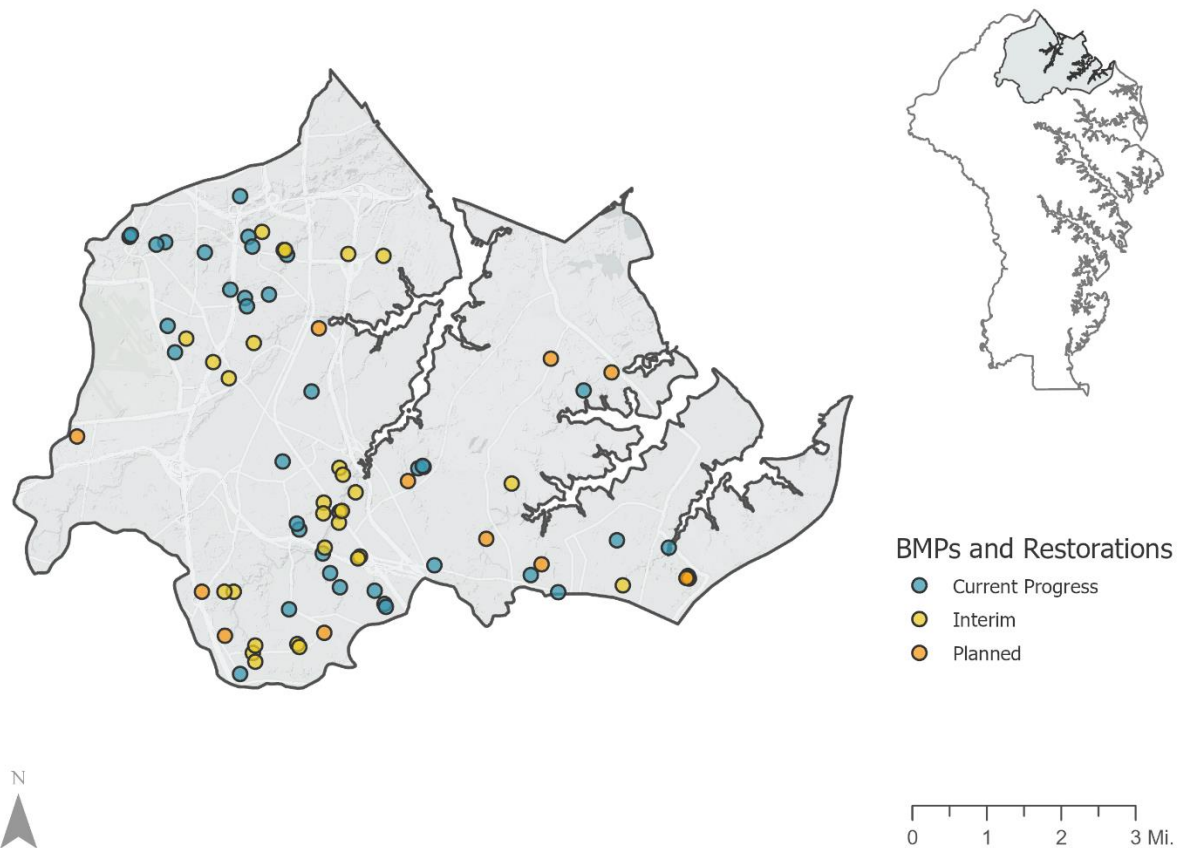 BMPs and Restorations
Current Progress
Interim
Planned
N
0 1 2 3 Mi.